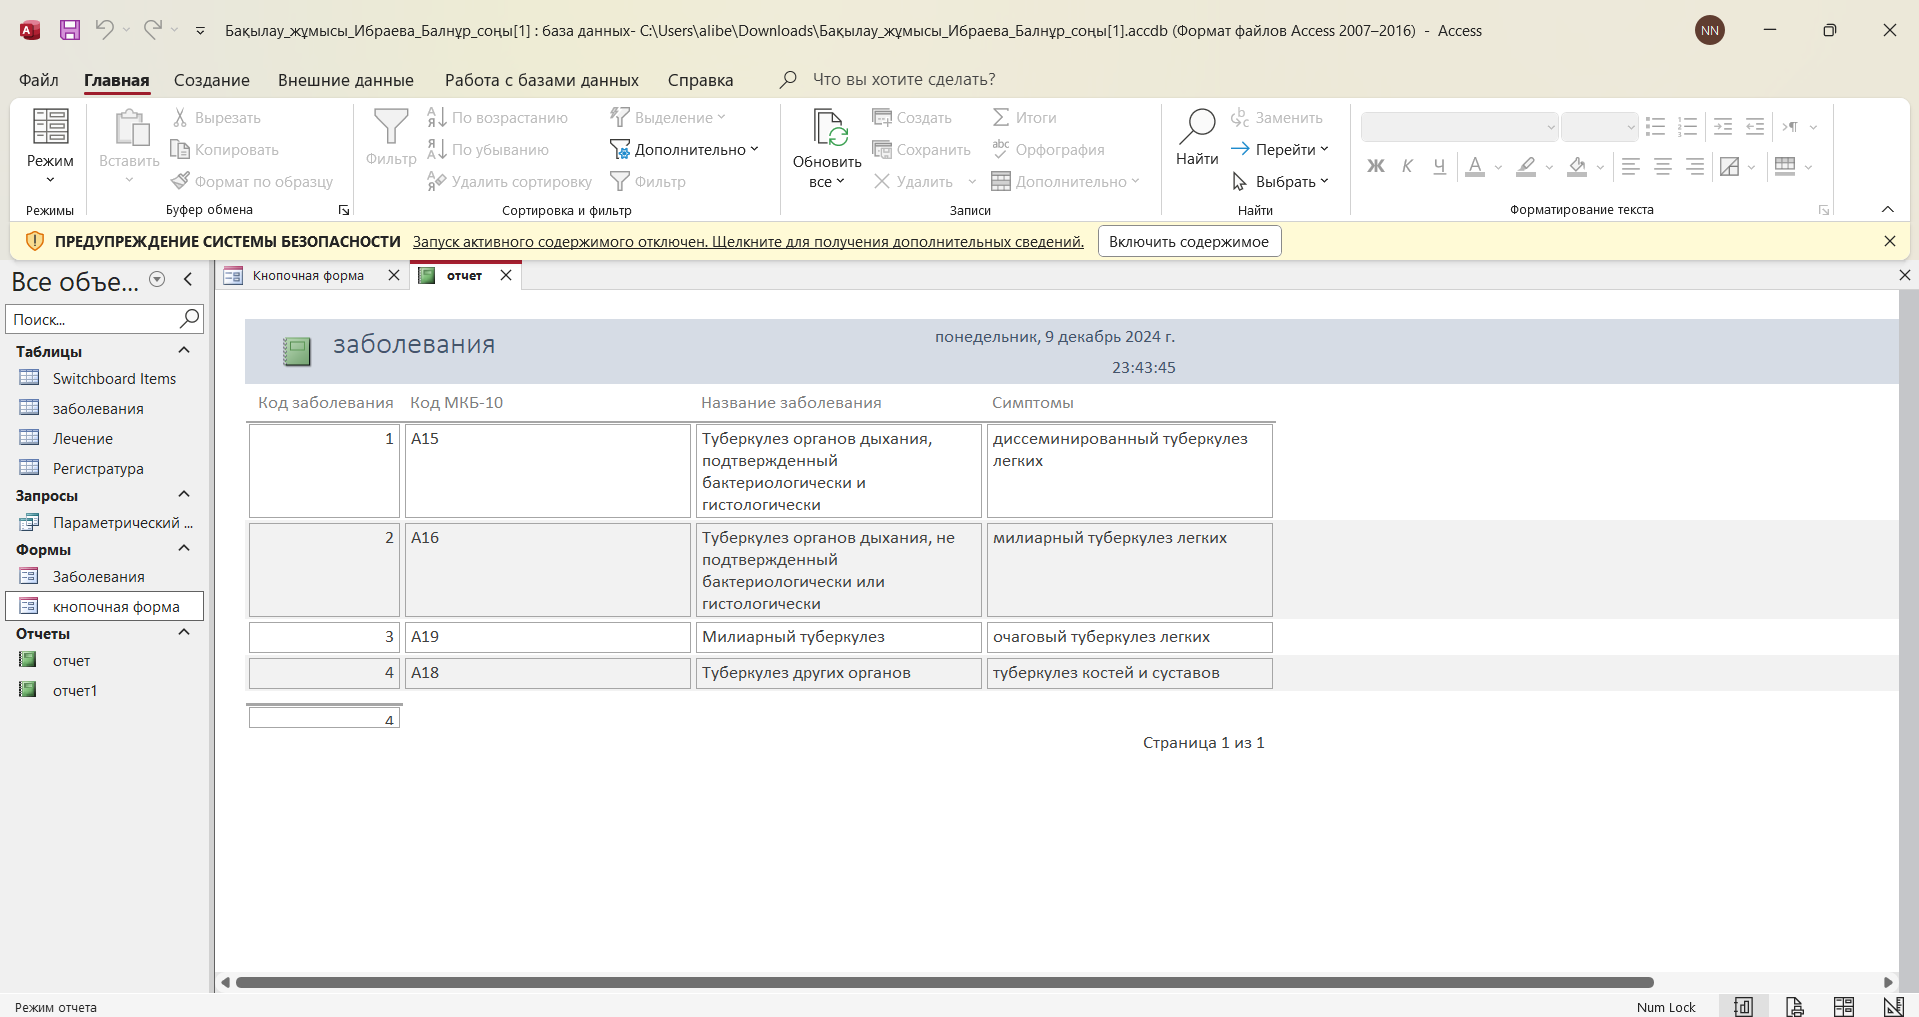 Бақылау_жұмысы_Ибраева_Балнұр_соңы[1] : база данных- C:\Users\alibe\Downloads\Бақылау_жұмысы_Ибраева_Балнұр_соңы[1].accdb (Формат файлов Access 2007–2016) - Access
NN
Файл Главная Создание Внешние данные Работа с базами данных Справка Что вы хотите сделать?
Режим
Режимы
Вставить
Вырезать
Копировать
Формат по образцу
Буфер обмена
Фильтр
По возрастанию
По убыванию
Удалить сортировку
Выделение
Дополнительно
Фильтр
Сортировка и фильтр
Обновить
все
Создать
Сохранить
Удалить
Итоги
Орфография
Дополнительно
Записи
Найти
Заменить
Перейти
Выбрать
Найти
Ж К Ч А
Форматирование текста
ПРЕДУПРЕЖДЕНИЕ СИСТЕМЫ БЕЗОПАСНОСТИ Запуск активного содержимого отключен. Щелкните для получения дополнительных сведений. Включить содержимое
Все объе...
Поиск...
Таблицы
Switchboard Items
заболевания
Лечение
Регистратура
Запросы
Параметрический ...
Формы
Заболевания
кнопочная форма
Отчеты
отчет
отчет1
Кнопочная форма отчет
заболевания
понедельник, 9 декабрь 2024 г.
23:43:45
Код заболевания Код МКБ-10 Название заболевания Симптомы
1 A15 Туберкулез органов дыхания, диссеминированный туберкулез
подтвержденный легких
бактериологически и
гистологически
2 A16 Туберкулез органов дыхания, не милиарный туберкулез легких
подтвержденный
бактериологически или
гистологически
3 A19 Милиарный туберкулез очаговый туберкулез легких
4 A18 Туберкулез других органов туберкулез костей и суставов
4
Страница 1 из 1
Режим отчета
Num Lock